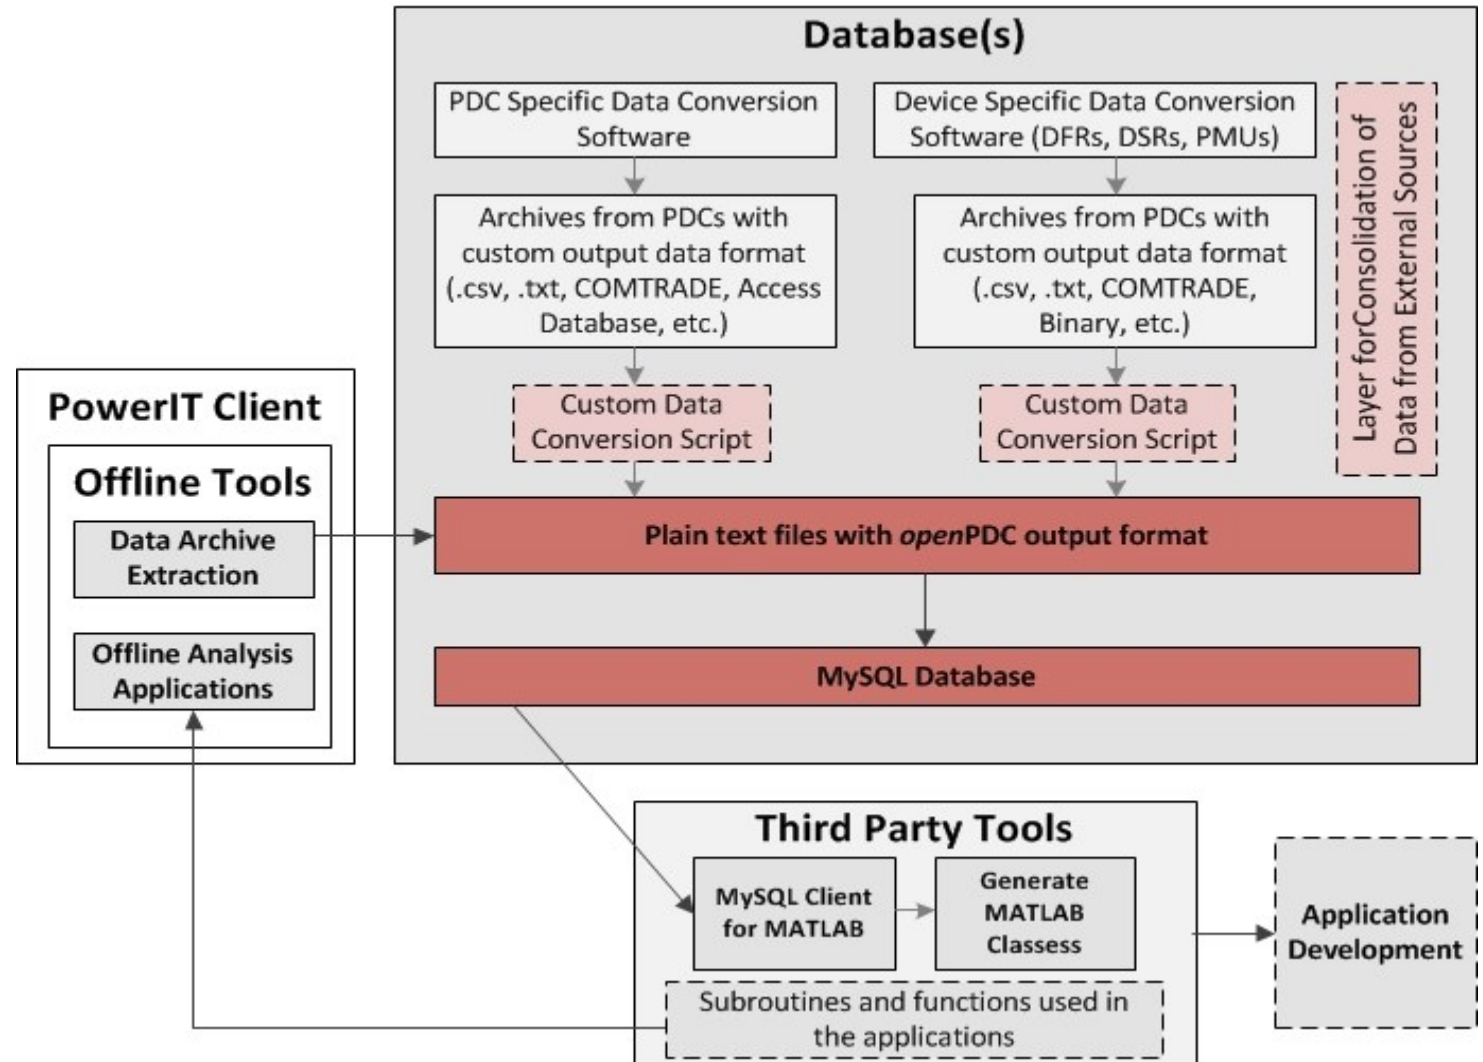 Database(s)
PDC Specific Data Conversion
Software
Device Specific Data Conversion
Software (DFRs, DSRs, PMUs)
Layer forConsolidation of
Data from External Sources
Archives from PDCs with
custom output data format
(.csv, .txt, COMTRADE, Access
Database, etc.)
Archives from PDCs with
custom output data format
(.csv, .txt, COMTRADE,
Binary, etc.)
Custom Data
Conversion Script
Custom Data
Conversion Script
PowerIT Client
Offline Tools
Data Archive
Extraction
Offline Analysis
Applications
Plain text files with openPDC output format
MySQL Database
Third Party Tools
MySQL Client
for MATLAB
Generate
MATLAB
Classess
Subroutines and functions used in
the applications
Application
Development